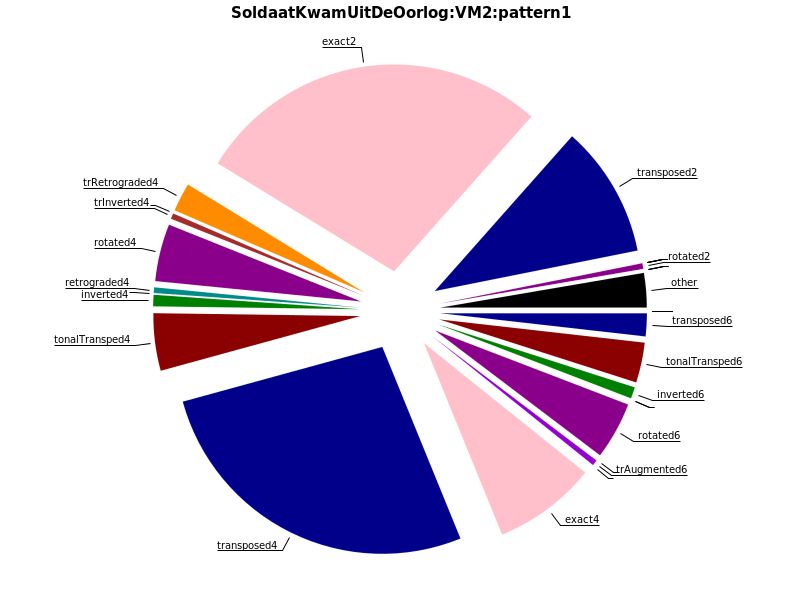 SoldaatKwamUitDeOorlog:VM2:pattern1
exact2
transposed2
trRetrograded4
trInverted4
rotated4
rotated2
other
retrograded4
inverted4
transposed6
tonalTransped4
tonalTransped6
inverted6
rotated6
trAugmented6
exact4
transposed4